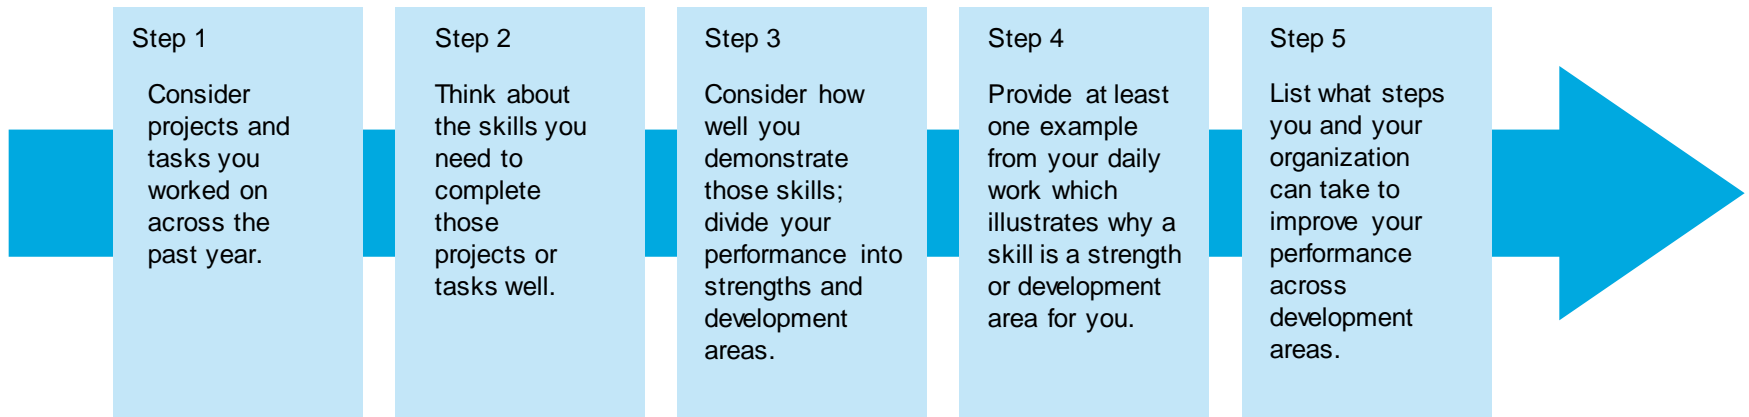 Step 1
Consider
projects and
tasks you
worked on
across the
past year.
Step 2
Think about
the skills you
need to
complete
those
projects or
tasks well.
Step 3
Consider how
well you
demonstrate
those skills;
divide your
performance into
strengths and
development
areas.
Step 4
Provide at least
one example
from your daily
work which
illustrates why a
skill is a strength
or development
area for you.
Step 5
List what steps
you and your
organization
can take to
improve your
performance
across
development
areas.